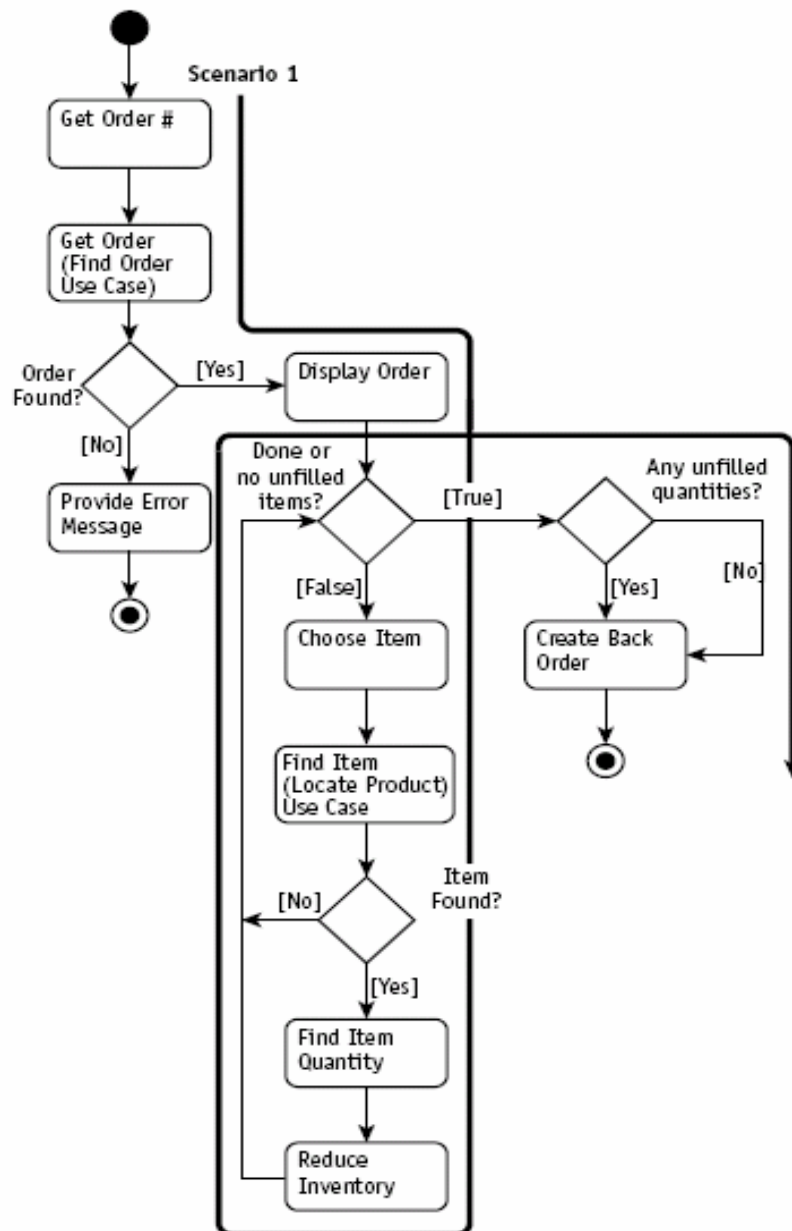 Scenario 1
Get Order #
Get Order
(Find Order
Use Case)
Order
Found?
[Yes]
Display Order
[No]
Provide Error
Message
Done or
no unfilled
items?
[True]
Any unfilled
quantities?
[No]
[Yes]
Create Back
Order
[False]
Choose Item
Find Item
(Locate Product)
Use Case
Item
Found?
[No]
[Yes]
Find Item
Quantity
Reduce
Inventory